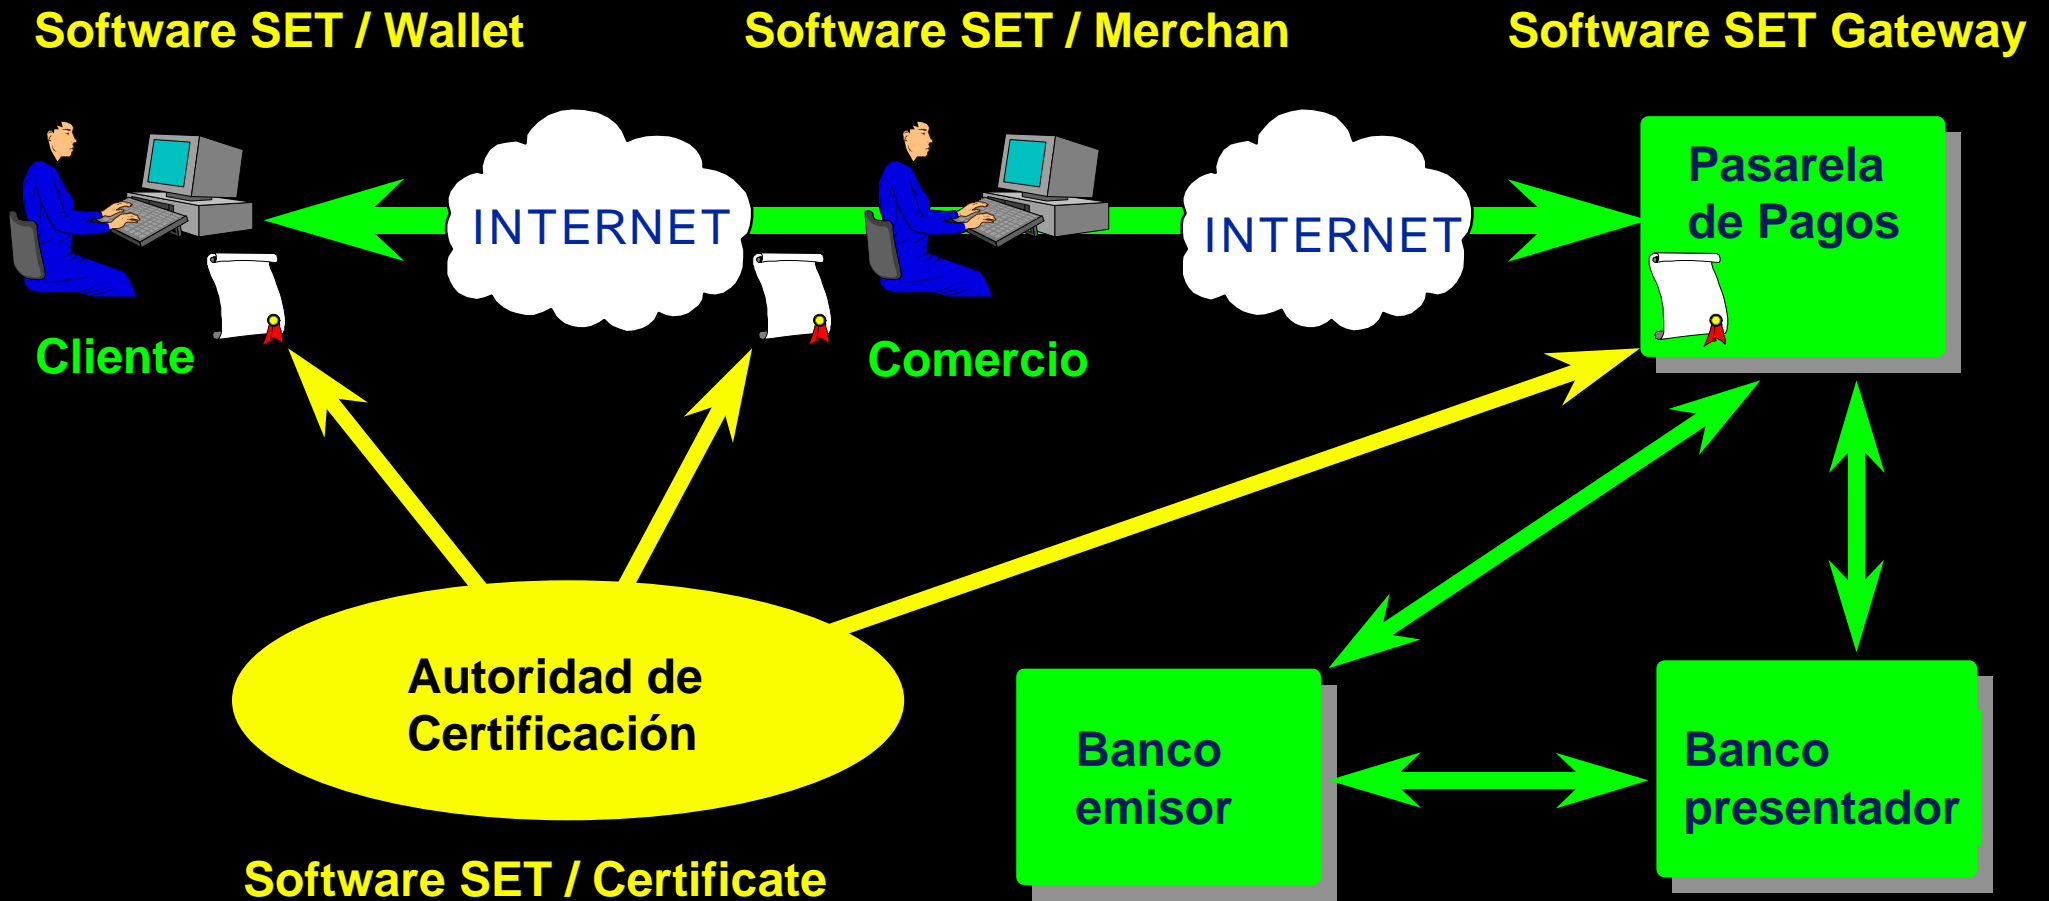 Software SET / Wallet
Software SET / Merchan
Software SET Gateway
INTERNET
INTERNET
Pasarela
de Pagos
Cliente
Comercio
Autoridad de
Certificación
Banco
emisor
Banco
presentador
Software SET / Certificate